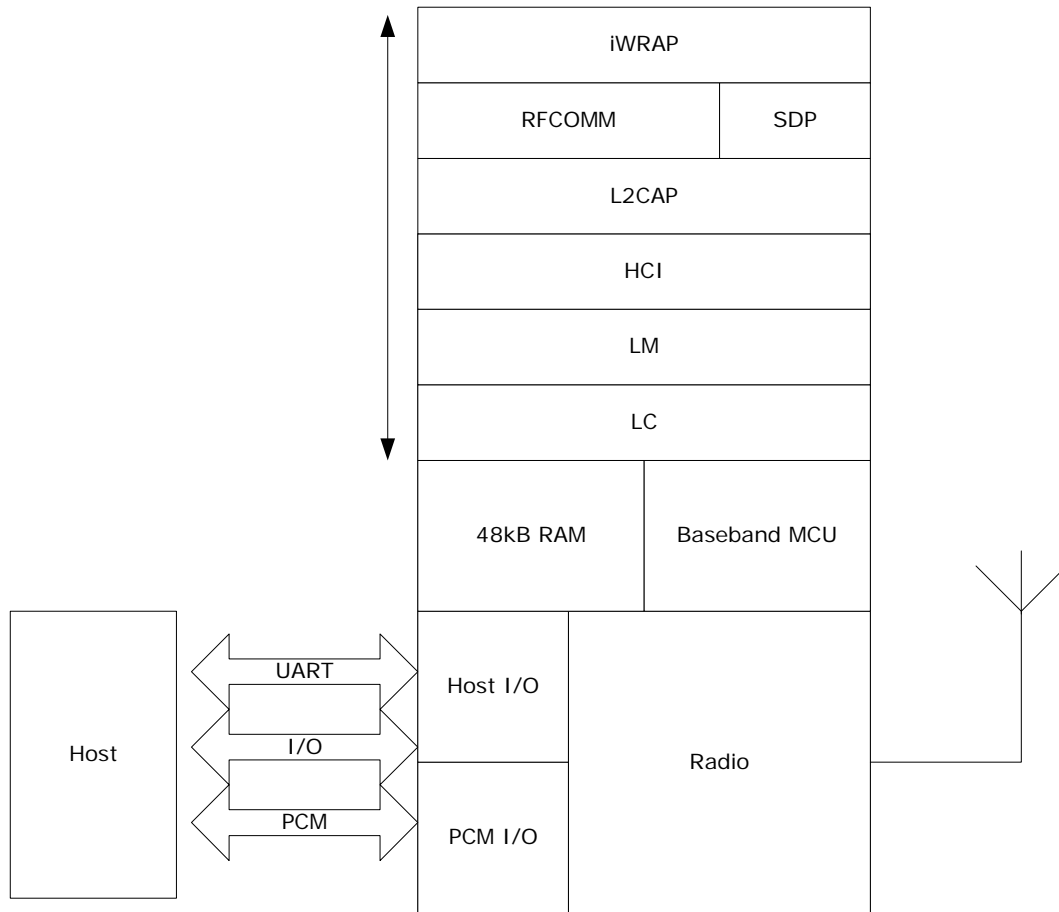 iWRAP
RFCOMM
SDP
L2CAP
HCI
LM
LC
48kB RAM
Baseband MCU
UART
Host I/O
Host
I/O
Radio
PCM
PCM I/O